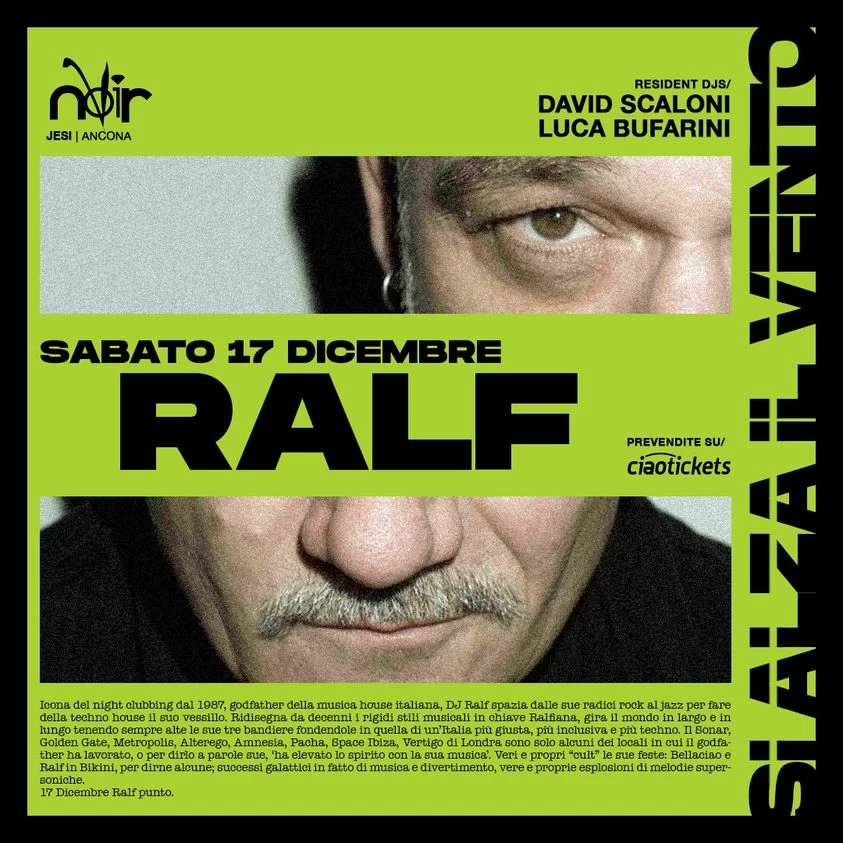 noir
JESI | ANCONA
RESIDENT DJS/
DAVID SCALONI
LUCA BUFARINI
SABATO 17 DICEMBRE
RALF
PREVENDITE SU/
ciaotickets
Icona del night clubbing dal 1987, godfather della musica house italiana, DJ Ralf spazia dalle sue radici rock al jazz per fare
della techno house il suo vessillo. Ridisegna da decenni i rigidi stili musicali in chiave Ralfiana, gira il mondo in largo e in
lungo tenendo sempre alte le sue tre bandiere fondendole in quella di un'Italia più giusta, più inclusiva e più techno. Il Sonar,
Golden Gate, Metropolis, Alterego, Amnesia, Pacha, Space Ibiza, Vertigo di Londra sono solo alcuni dei locali in cui il godfa-
ther ha lavorato, o per dirlo a parole sue, 'ha elevato lo spirito con la sua musica'. Veri e propri "cult" le sue feste: Bellaciao e
Ralf in Bikini, per dirne alcune; successi galattici in fatto di musica e divertimento, vere e proprie esplosioni di melodie super-
soniche.
17 Dicembre Ralf punto.
SI ALZA IL VENTO